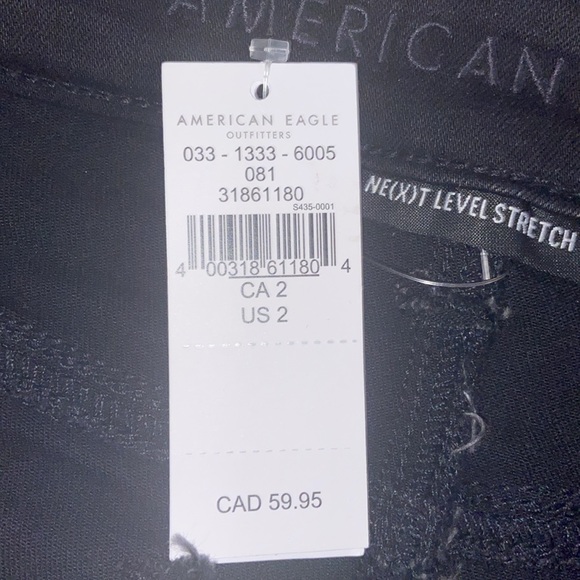 AMERICAN
AMERICAN EAGLE
OUTFITTERS
033 - 1333 - 6005
081
31861180
S435-0001
4 00318 61180 4
CA 2
US 2
CAD 59.95
NE(X)T LEVEL STRETCH